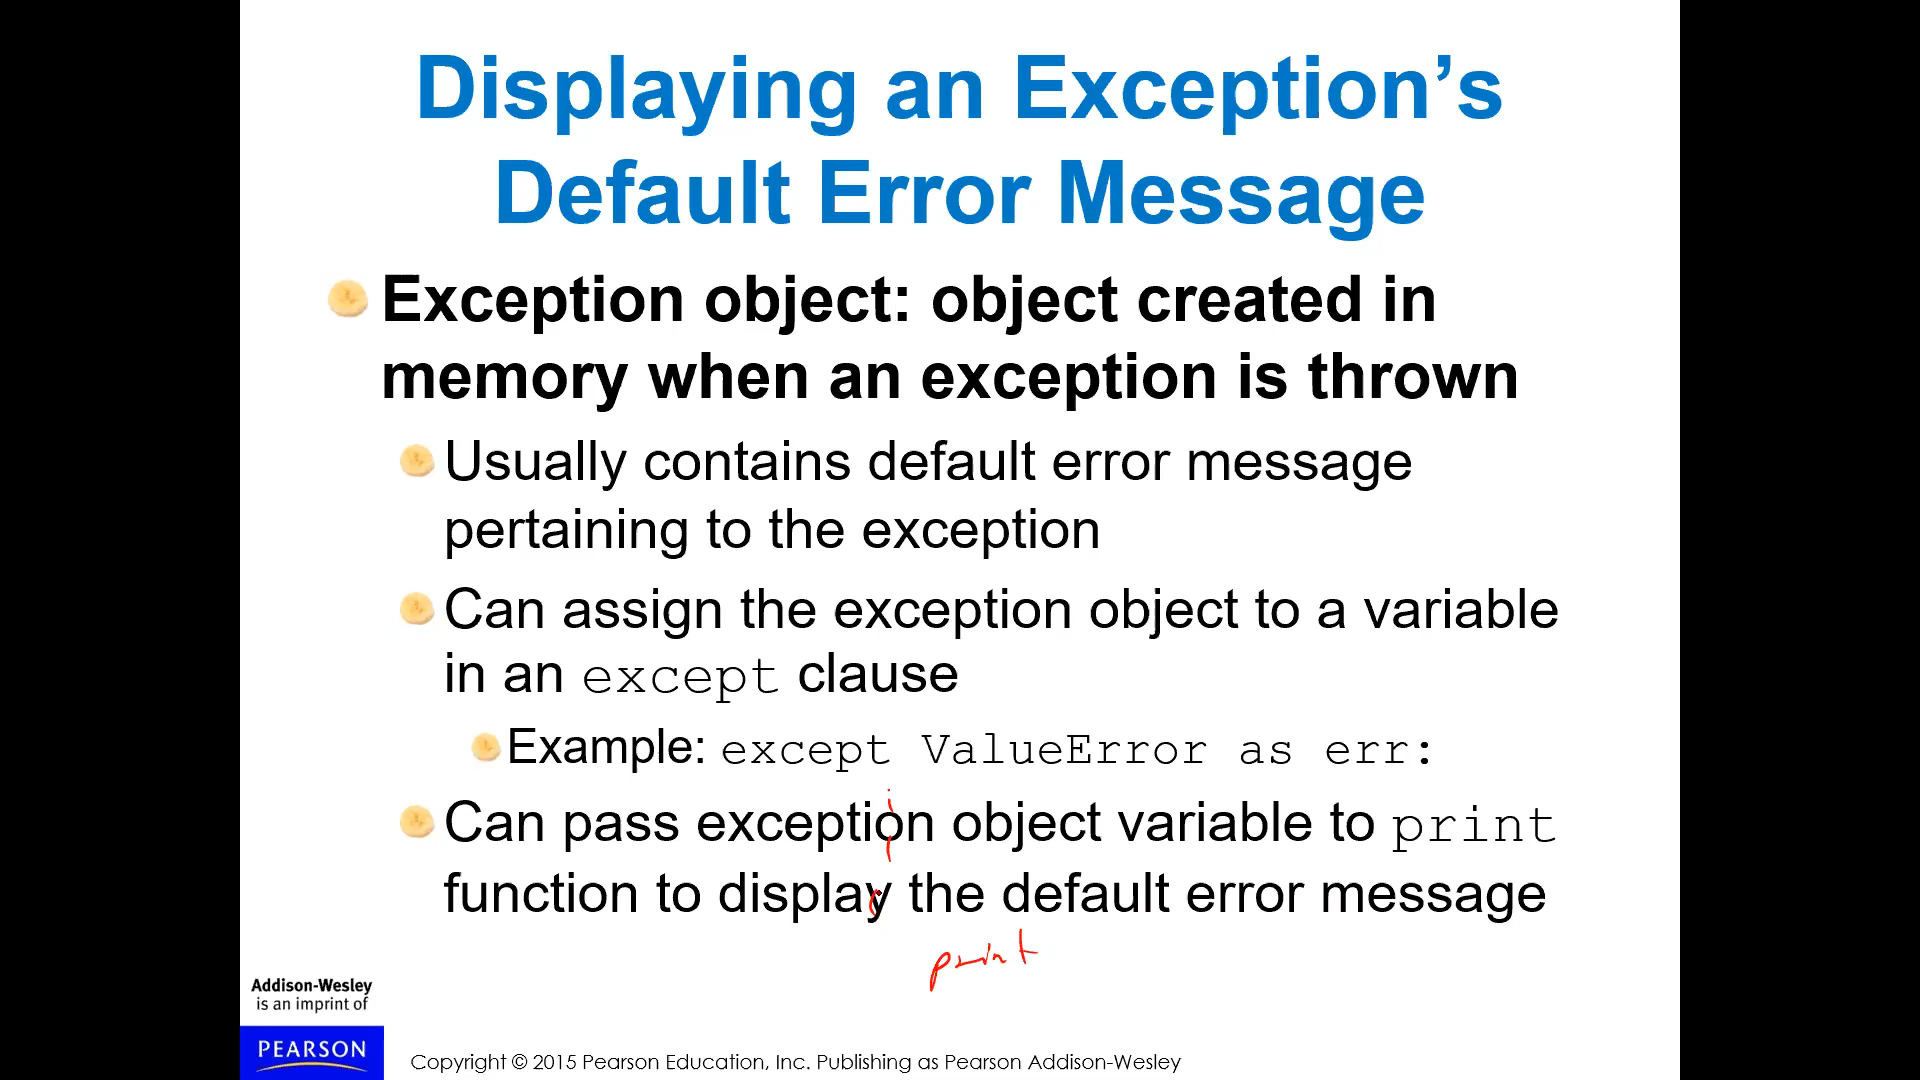 Displaying an Exception’s
Default Error Message
Exception object: object created in
memory when an exception is thrown
Usually contains default error message
pertaining to the exception
Can assign the exception object to a variable
in an except clause
Example: except ValueError as err:
Can pass exception object variable to print
function to display the default error message
print
Addison-Wesley
is an imprint of
PEARSON
Copyright © 2015 Pearson Education, Inc. Publishing as Pearson Addison-Wesley